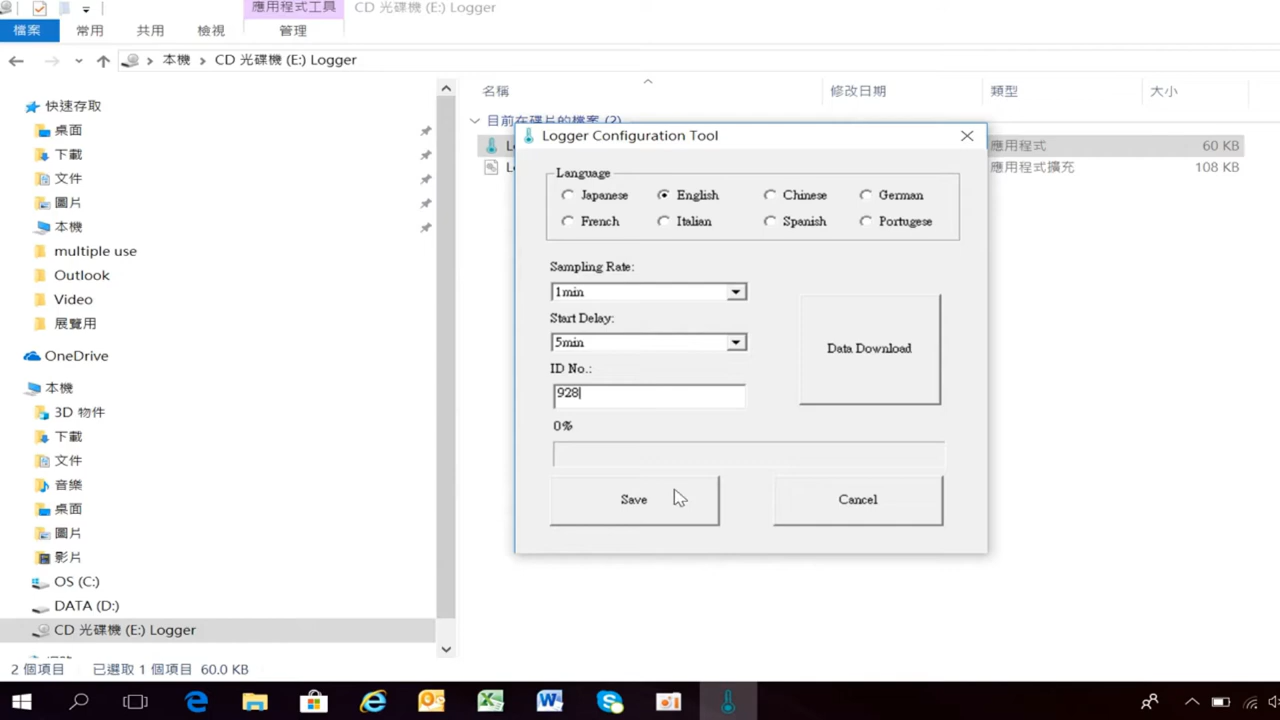 應用程式工具 CD 光碟機 (E:) Logger
檔案 常用 共用 檢視 管理
本機 CD 光碟機 (E:) Logger
名稱 修改日期 類型 大小
快速存取
桌面
下載
文件
圖片
本機
multiple use
Outlook
Video
展覽用
OneDrive
本機
3D 物件
下載
文件
音樂
桌面
圖片
影片
OS (C:)
DATA (D:)
CD 光碟機 (E:) Logger
目前在碟片的檔案 (2)
應用程式 60 KB
應用程式擴充 108 KB
Logger Configuration Tool
Language
Japanese English Chinese German
French Italian Spanish Portugese
Sampling Rate:
1min
Start Delay:
5min
ID No.:
928
0%
Data Download
Save Cancel
2 個項目 已選取 1 個項目 60.0 KB